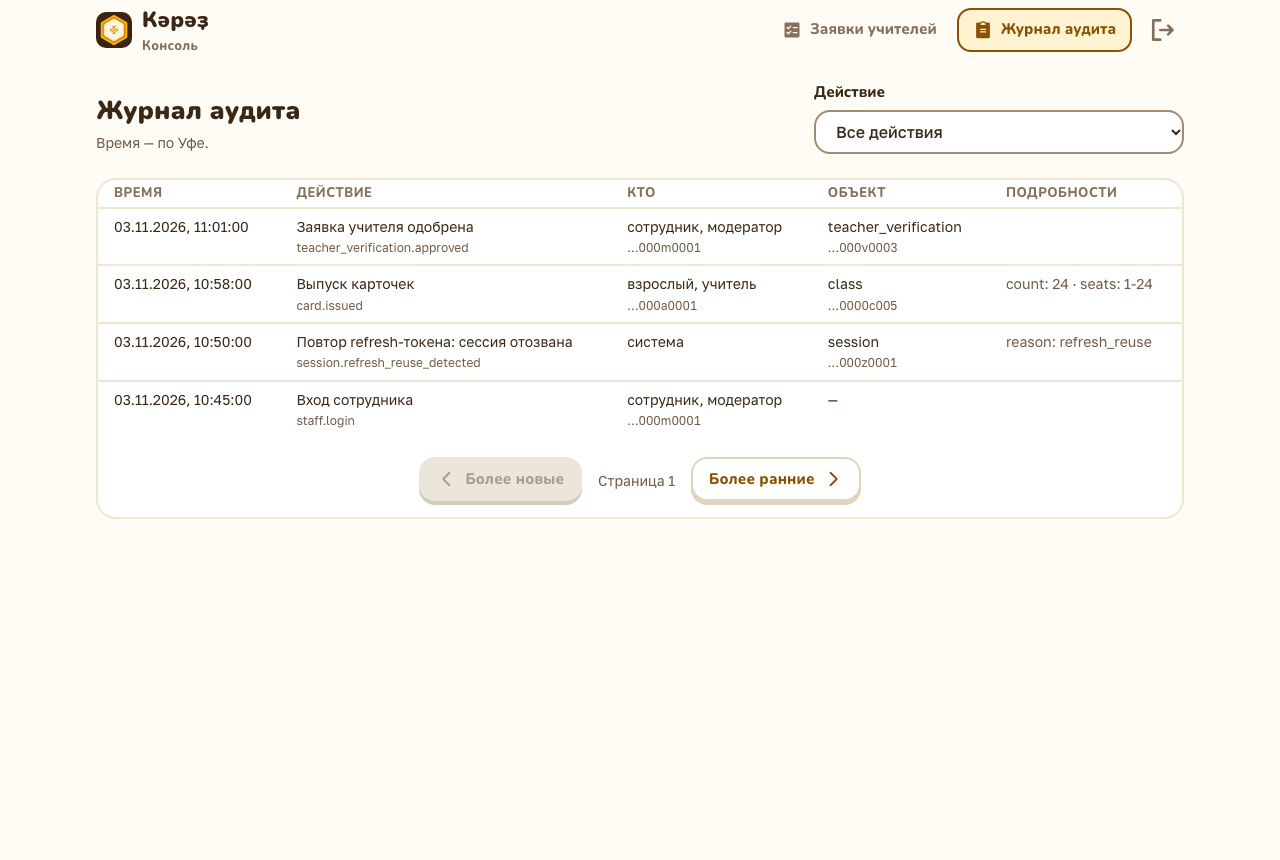 Кәрәҙ
Консоль
Заявки учителей
Журнал аудита
Журнал аудита
Время — по Уфе.
Действие
Все действия
ВРЕМЯ ДЕЙСТВИЕ КТО ОБЪЕКТ ПОДРОБНОСТИ
03.11.2026, 11:01:00 Заявка учителя одобрена сотрудник, модератор teacher_verification
teacher_verification.approved …000m0001 …000v0003
03.11.2026, 10:58:00 Выпуск карточек взрослый, учитель class count: 24 · seats: 1-24
card.issued …000a0001 …0000c005
03.11.2026, 10:50:00 Повтор refresh-токена: сессия отозвана система session reason: refresh_reuse
session.refresh_reuse_detected …000z0001
03.11.2026, 10:45:00 Вход сотрудника сотрудник, модератор —
staff.login …000m0001
Более новые Страница 1 Более ранние